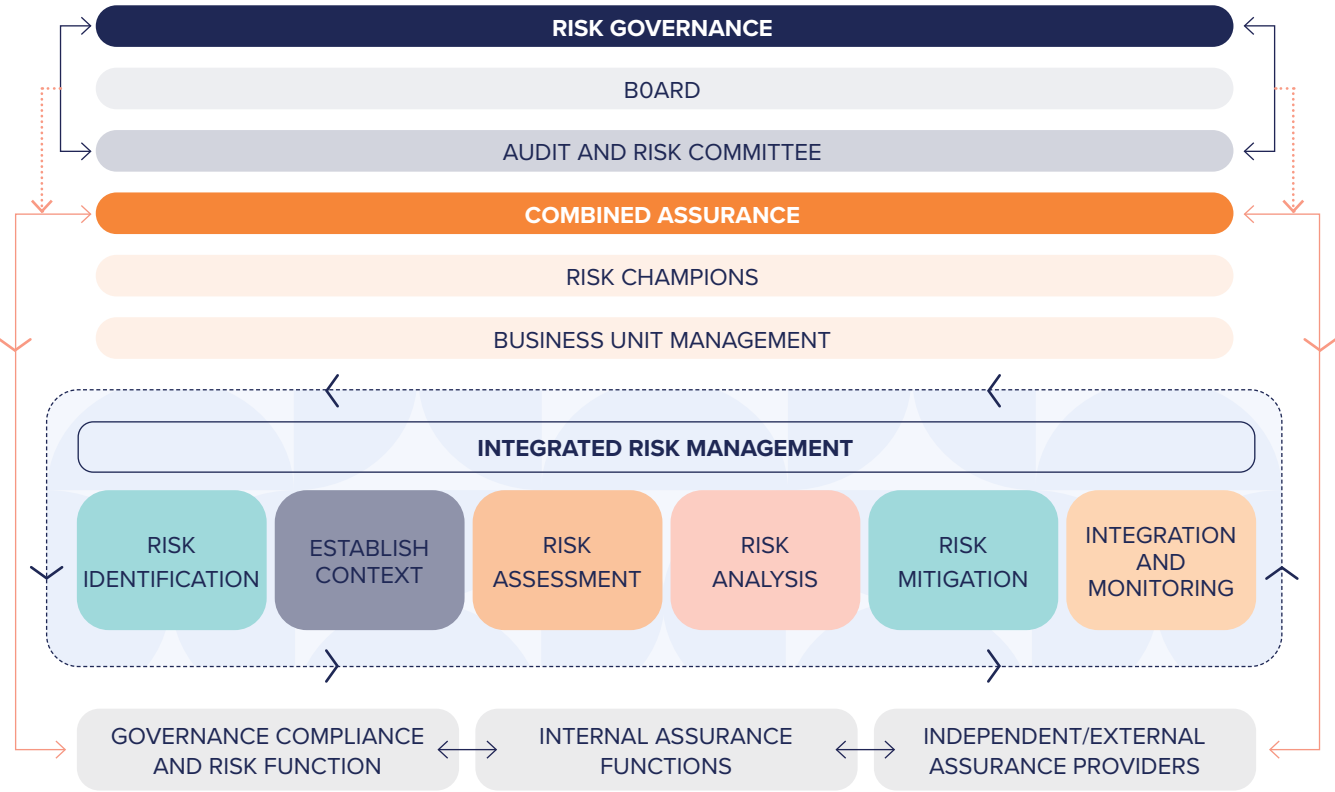 RISK GOVERNANCE
B0ARD
AUDIT AND RISK COMMITTEE
COMBINED ASSURANCE
RISK CHAMPIONS
BUSINESS UNIT MANAGEMENT
INTEGRATED RISK MANAGEMENT
RISK
IDENTIFICATION
ESTABLISH
CONTEXT
RISK
ASSESSMENT
RISK
ANALYSIS
RISK
MITIGATION
INTEGRATION
AND
MONITORING
GOVERNANCE COMPLIANCE
AND RISK FUNCTION
INTERNAL ASSURANCE
FUNCTIONS
INDEPENDENT/EXTERNAL
ASSURANCE PROVIDERS